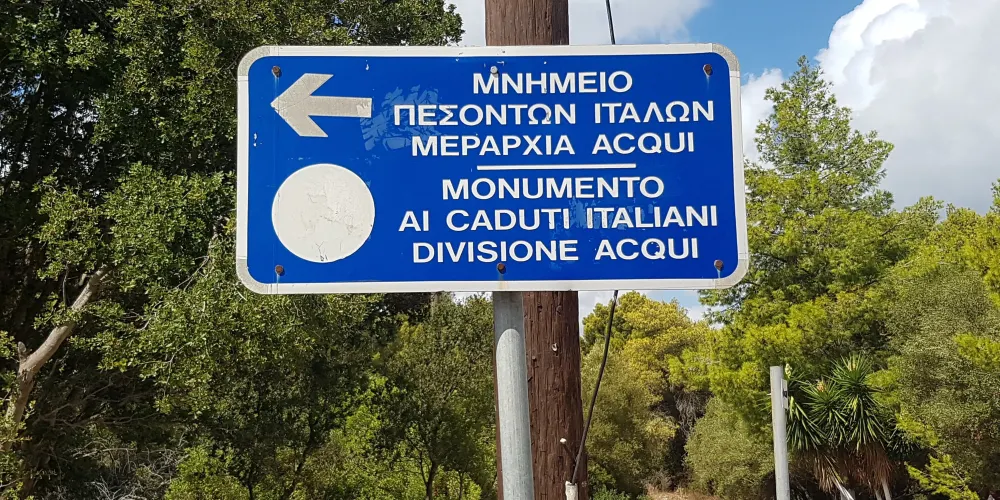 ΜΝΗΜΕΙΟ
ΠΕΣΟΝΤΩΝ ΙΤΑΛΩΝ
ΜΕΡΑΡΧΙΑ ACQUI
MONUMENTO
AI CADUTI ITALIANI
DIVISIONE ACQUI